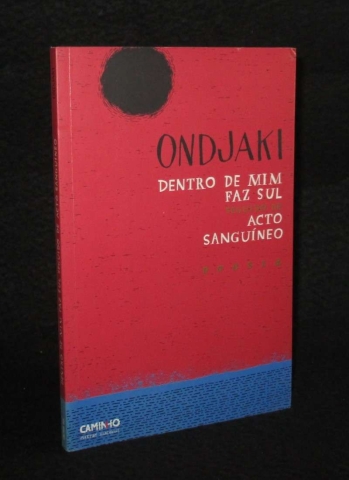 ONDJAKI
DENTRO DE MIM
FAZ SUL
ACTO
SANGUÍNEO
CAMINHO